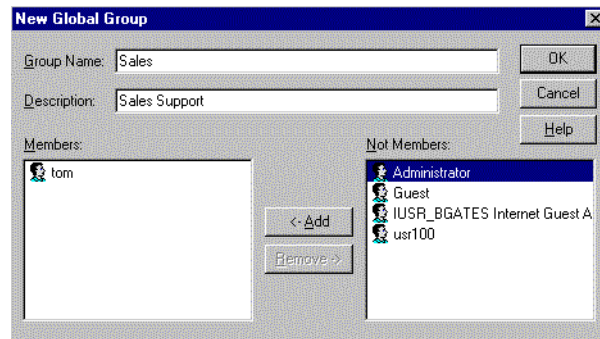 New Global Group
Group Name: Sales
OK
Description: Sales Support
Cancel
Help
Members:
Not Members:
tom
Administrator
Guest
IUSR_BGATES Internet Guest A
usr100
<- Add
Remove ->